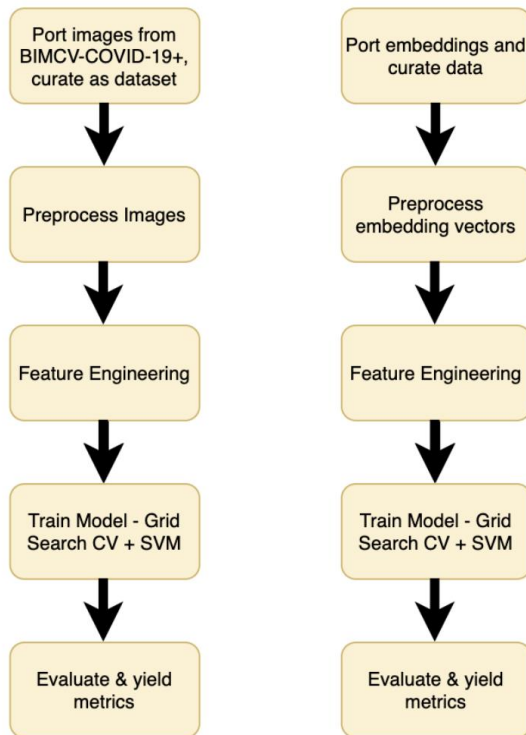 Port images from
BIMCV-COVID-19+,
curate as dataset
Preprocess Images
Feature Engineering
Train Model - Grid
Search CV + SVM
Evaluate & yield
metrics
Port embeddings and
curate data
Preprocess
embedding vectors
Feature Engineering
Train Model - Grid
Search CV + SVM
Evaluate & yield
metrics